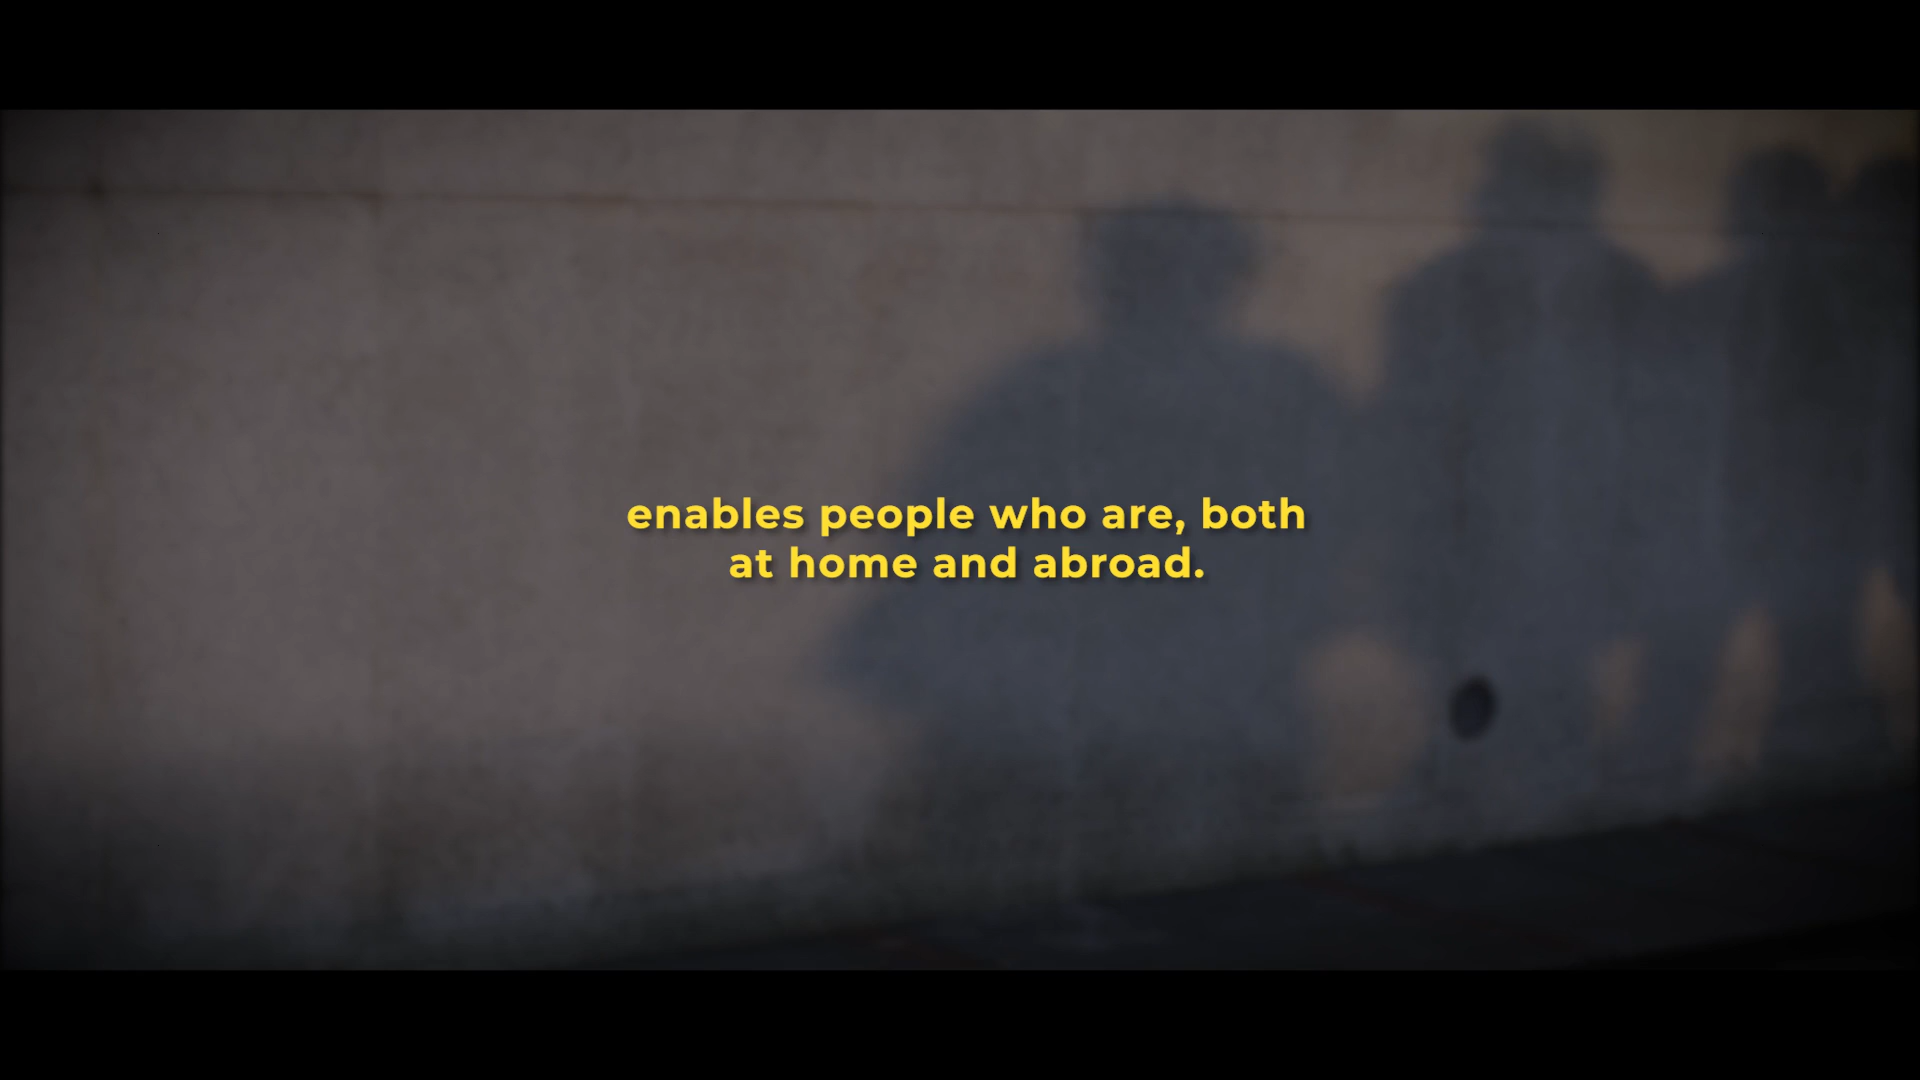 enables people who are, both
at home and abroad.